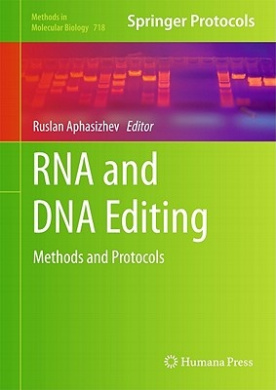 Methods in
Molecular Biology 718
Springer Protocols
Ruslan Aphasizhev Editor
RNA and
DNA Editing
Methods and Protocols
Humana Press